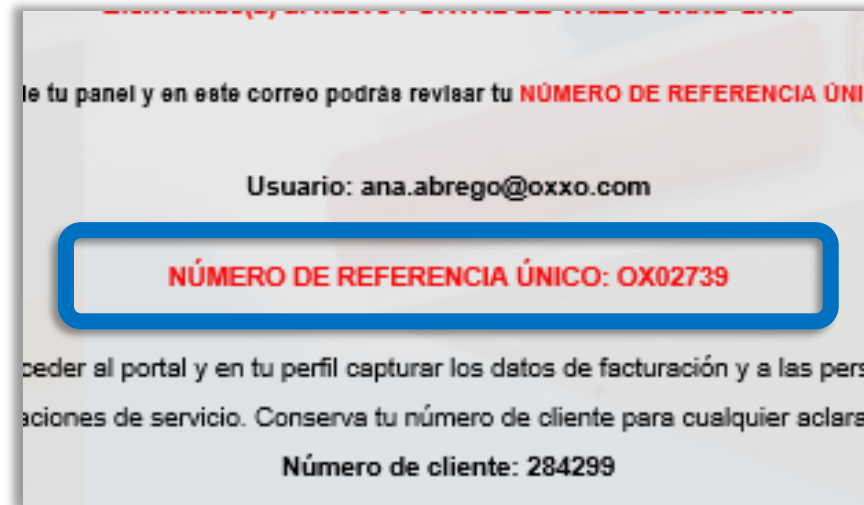 le tu panel y en este correo podrás revisar tu NÚMERO DE REFERENCIA ÚNI
Usuario: ana.abrego@oxxo.com
NÚMERO DE REFERENCIA ÚNICO: OX02739
ceder al portal y en tu perfil capturar los datos de facturación y a las pers
aciones de servicio. Conserva tu número de cliente para cualquier aclara
Número de cliente: 284299